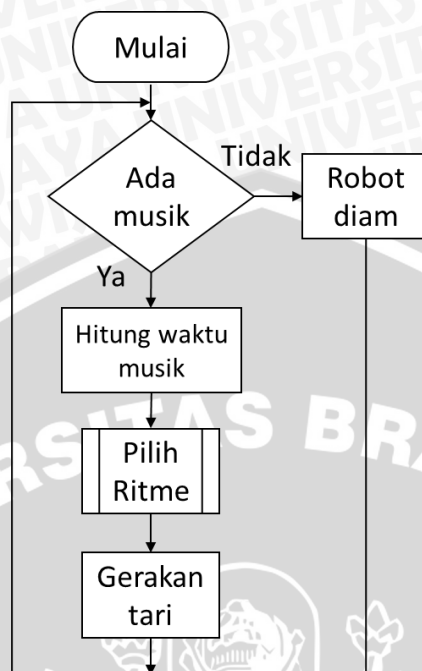 Mulai
Ada
musik
Tidak
Robot
diam
Ya
Hitung waktu
musik
Pilih
Ritme
Gerakan
tari